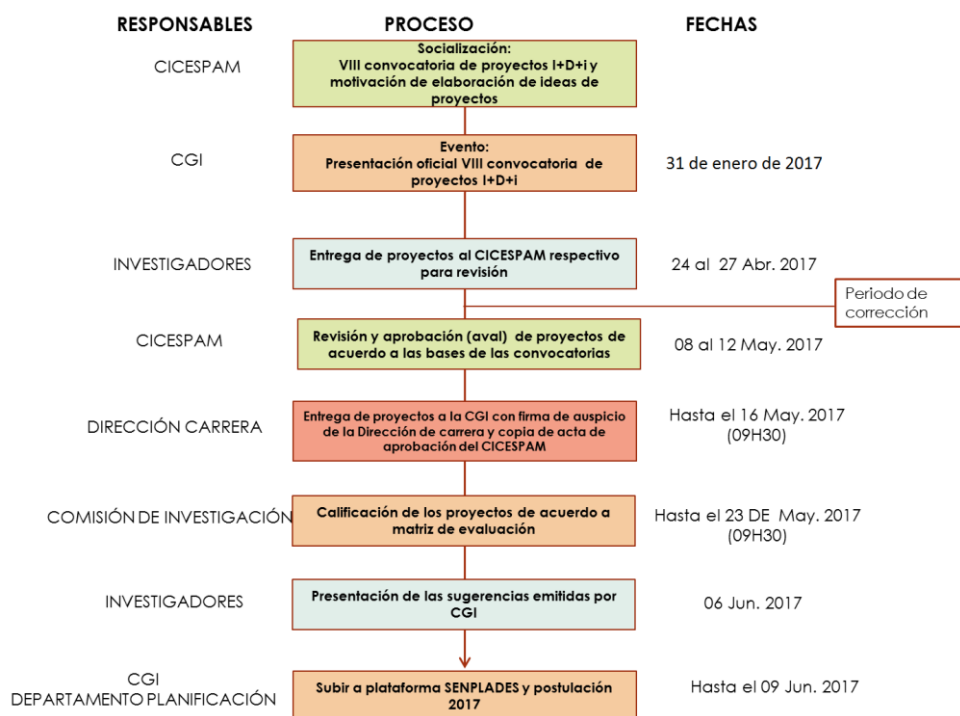 RESPONSABLES PROCESO FECHAS
CICESPAM
Socialización:
VIII convocatoria de proyectos I+D+i y
motivación de elaboración de ideas de
proyectos
CGI
Evento:
Presentación oficial VIII convocatoria de
proyectos I+D+i
31 de enero de 2017
INVESTIGADORES
Entrega de proyectos al CICESPAM respectivo
para revisión
24 al 27 Abr. 2017
Periodo de
corrección
CICESPAM
Revisión y aprobación (aval) de proyectos de
acuerdo a las bases de las convocatorias
08 al 12 May. 2017
DIRECCIÓN CARRERA
Entrega de proyectos a la CGI con firma de auspicio
de la Dirección de carrera y copia de acta de
aprobación del CICESPAM
Hasta el 16 May. 2017
(09H30)
COMISIÓN DE INVESTIGACIÓN
Calificación de los proyectos de acuerdo a
matriz de evaluación
Hasta el 23 DE May. 2017
(09H30)
INVESTIGADORES
Presentación de las sugerencias emitidas por
CGI
06 Jun. 2017
CGI
DEPARTAMENTO PLANIFICACIÓN
Subir a plataforma SENPLADES y postulación
2017
Hasta el 09 Jun. 2017